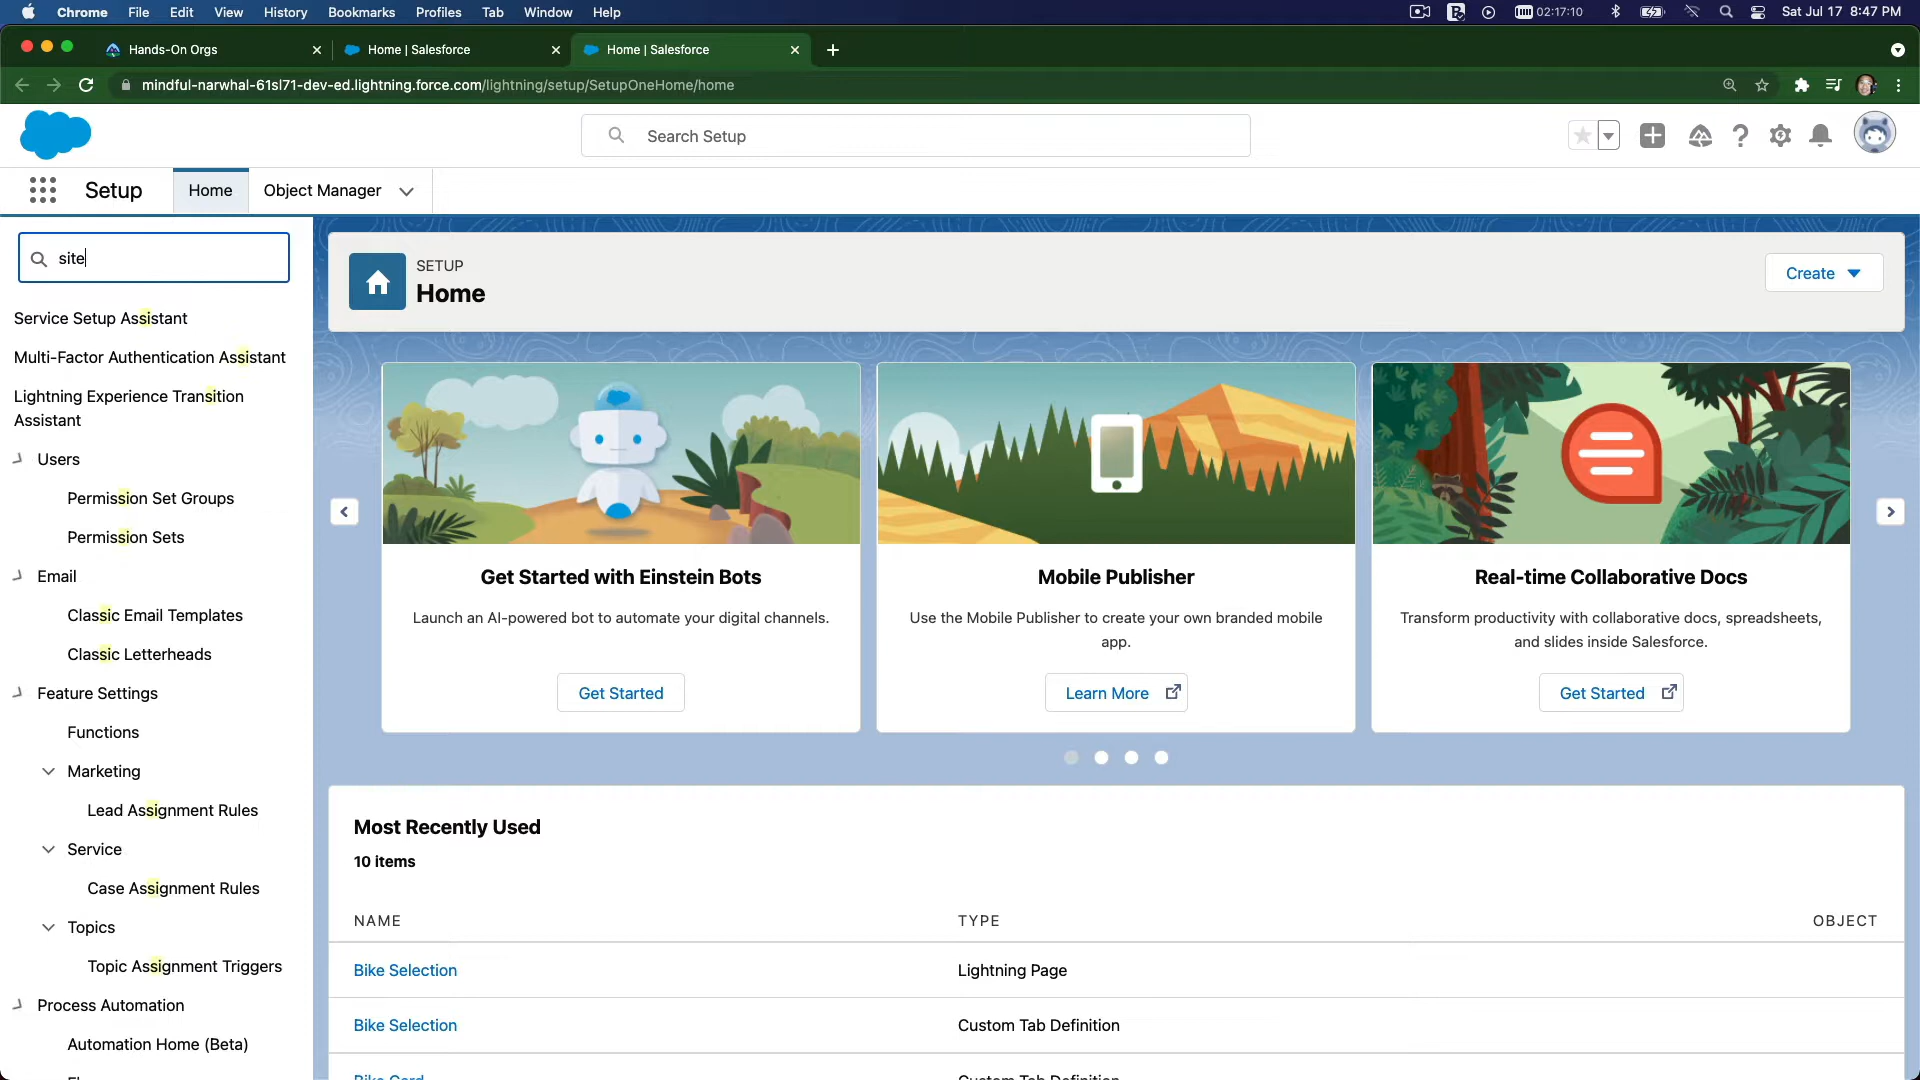 Chrome File Edit View History Bookmarks Profiles Tab Window Help 02:17:10 Sat Jul 17 8:47 PM
Hands-On Orgs Home | Salesforce Home | Salesforce
mindful-narwhal-61sl71-dev-ed.lightning.force.com/lightning/setup/SetupOneHome/home
Search Setup
Setup Home Object Manager
site
Service Setup Assistant
Multi-Factor Authentication Assistant
Lightning Experience Transition
Assistant
Users
Permission Set Groups
Permission Sets
Email
Classic Email Templates
Classic Letterheads
Feature Settings
Functions
Marketing
Lead Assignment Rules
Service
Case Assignment Rules
Topics
Topic Assignment Triggers
Process Automation
Automation Home (Beta)
SETUP
Home
Create
Get Started with Einstein Bots
Launch an AI-powered bot to automate your digital channels.
Get Started
Mobile Publisher
Use the Mobile Publisher to create your own branded mobile
app.
Learn More
Real-time Collaborative Docs
Transform productivity with collaborative docs, spreadsheets,
and slides inside Salesforce.
Get Started
Most Recently Used
10 items
NAME TYPE OBJECT
Bike Selection Lightning Page
Bike Selection Custom Tab Definition
Bike Card Custom Tab Definition